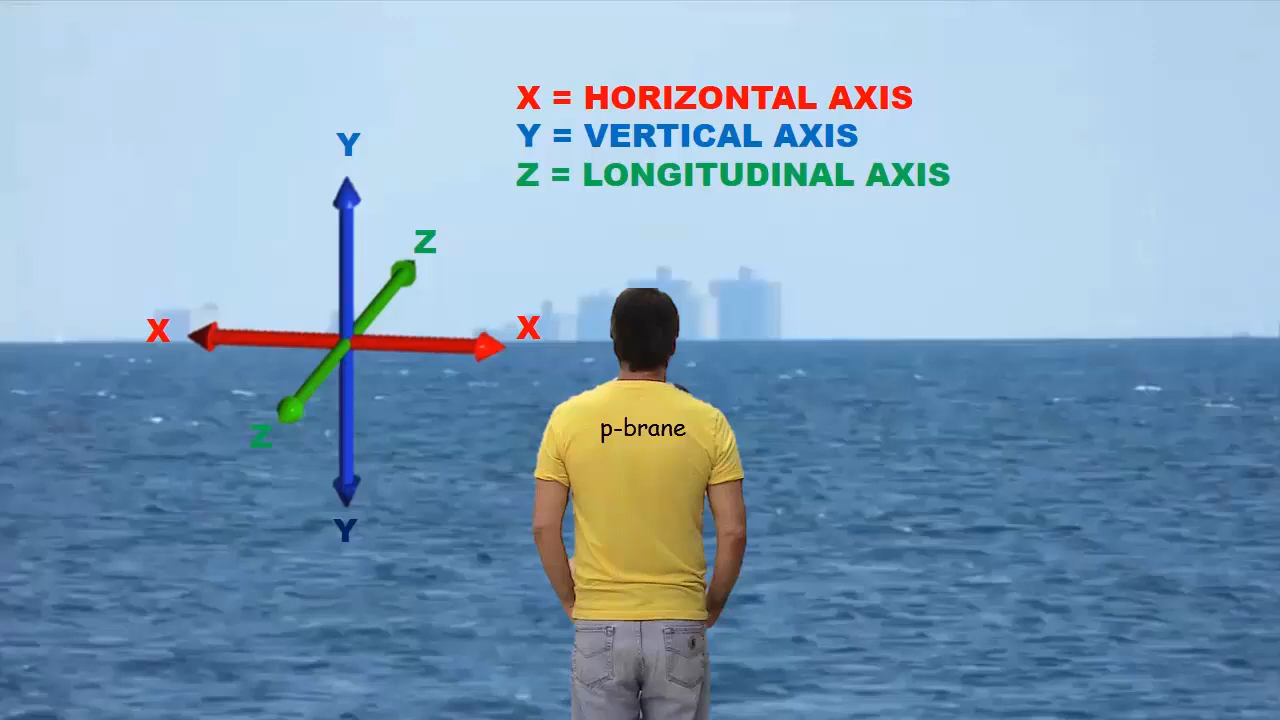 X = HORIZONTAL AXIS
Y = VERTICAL AXIS
Z = LONGITUDINAL AXIS
Y
Z
X
X
Z
Y
p-brane